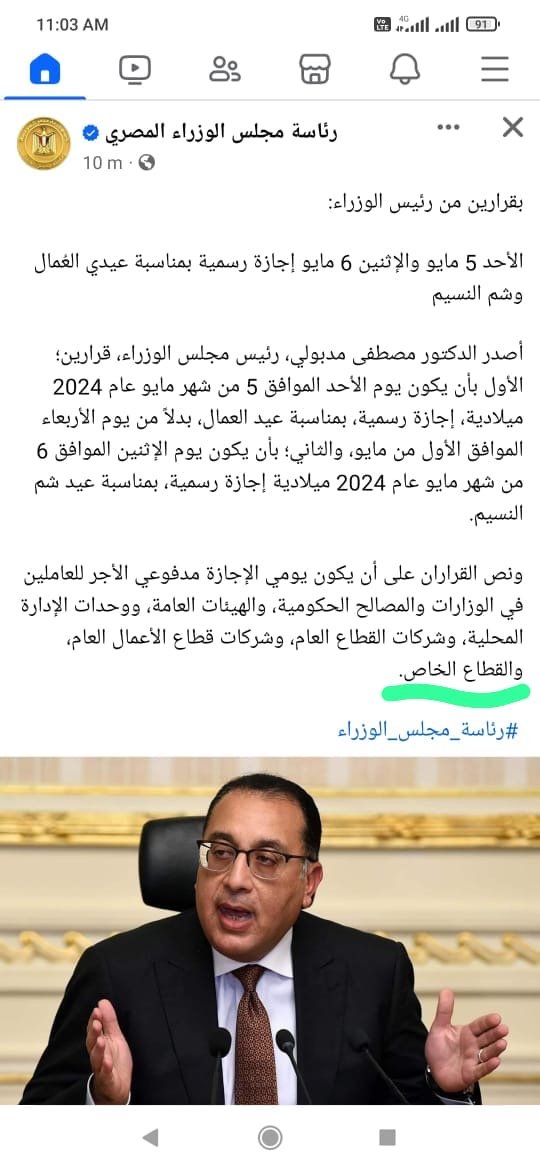 11:03 AM
Vo LTE 4G 91
رئاسة مجلس الوزراء المصري
10 m ·
بقرارين من رئيس الوزراء:
الأحد 5 مايو والإثنين 6 مايو إجازة رسمية بمناسبة عيدي العُمال
وشم النسيم
أصدر الدكتور مصطفى مدبولي، رئيس مجلس الوزراء، قرارين؛
الأول بأن يكون يوم الأحد الموافق 5 من شهر مايو عام 2024
ميلادية، إجازة رسمية، بمناسبة عيد العمال، بدلاً من يوم الأربعاء
الموافق الأول من مايو، والثاني؛ بأن يكون يوم الإثنين الموافق 6
من شهر مايو عام 2024 ميلادية إجازة رسمية، بمناسبة عيد شم
النسيم.
ونص القراران على أن يكون يومي الإجازة مدفوعي الأجر للعاملين
في الوزارات والمصالح الحكومية، والهيئات العامة، ووحدات الإدارة
المحلية، وشركات القطاع العام، وشركات قطاع الأعمال العام،
والقطاع الخاص.
#رئاسة_مجلس_الوزراء